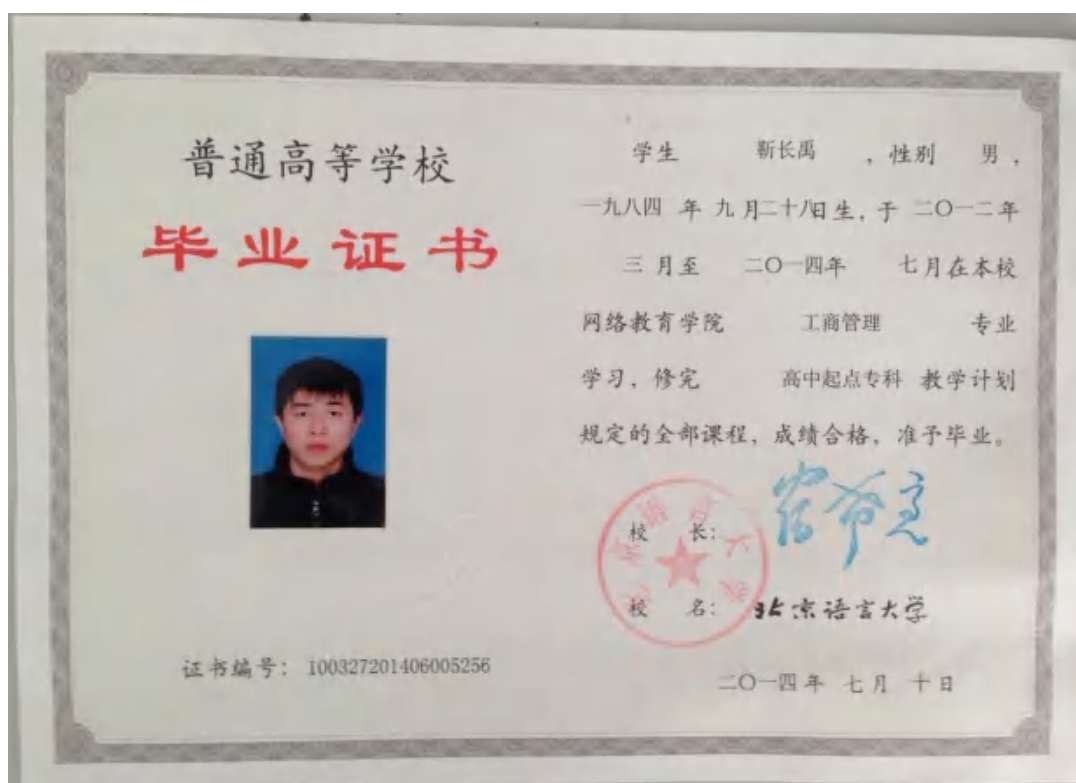 普通高等学校
毕业证书
证书编号：100327201406005256
学生 靳长禹 ，性别 男，
一九八四 年 九 月二十八日生，于 二〇一二年
三 月至 二〇一四年 七月在本校
网络教育学院 工商管理 专业
学习，修完 高中起点专科 教学计划
规定的全部课程，成绩合格，准予毕业。
校 长：
北京语言大学
校 名：北京语言大学
二〇一四年 七月 十日